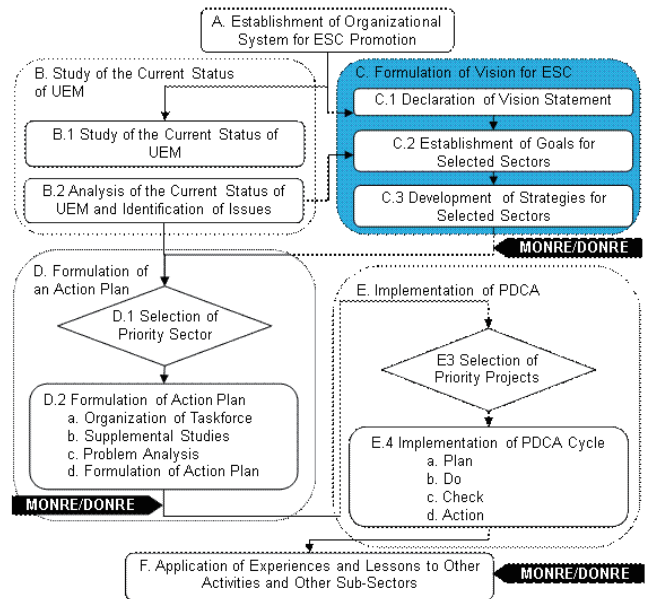 A. Establishment of Organizational
System for ESC Promotion
B. Study of the Current Status
of UEM
B.1 Study of the Current Status of
UEM
B.2 Analysis of the Current Status of
UEM and Identification of Issues
C. Formulation of Vision for ESC
C.1 Declaration of Vision Statement
C.2 Establishment of Goals for
Selected Sectors
C.3 Development of Strategies for
Selected Sectors
MONRE/DONRE
D. Formulation of
an Action Plan
D.1 Selection of
Priority Sector
D.2 Formulation of Action Plan
a. Organization of Taskforce
b. Supplemental Studies
c. Problem Analysis
d. Formulation of Action Plan
MONRE/DONRE
E. Implementation of PDCA
E3 Selection of
Priority Projects
E.4 Implementation of PDCA Cycle
a. Plan
b. Do
c. Check
d. Action
F. Application of Experiences and Lessons to Other
Activities and Other Sub-Sectors
MONRE/DONRE